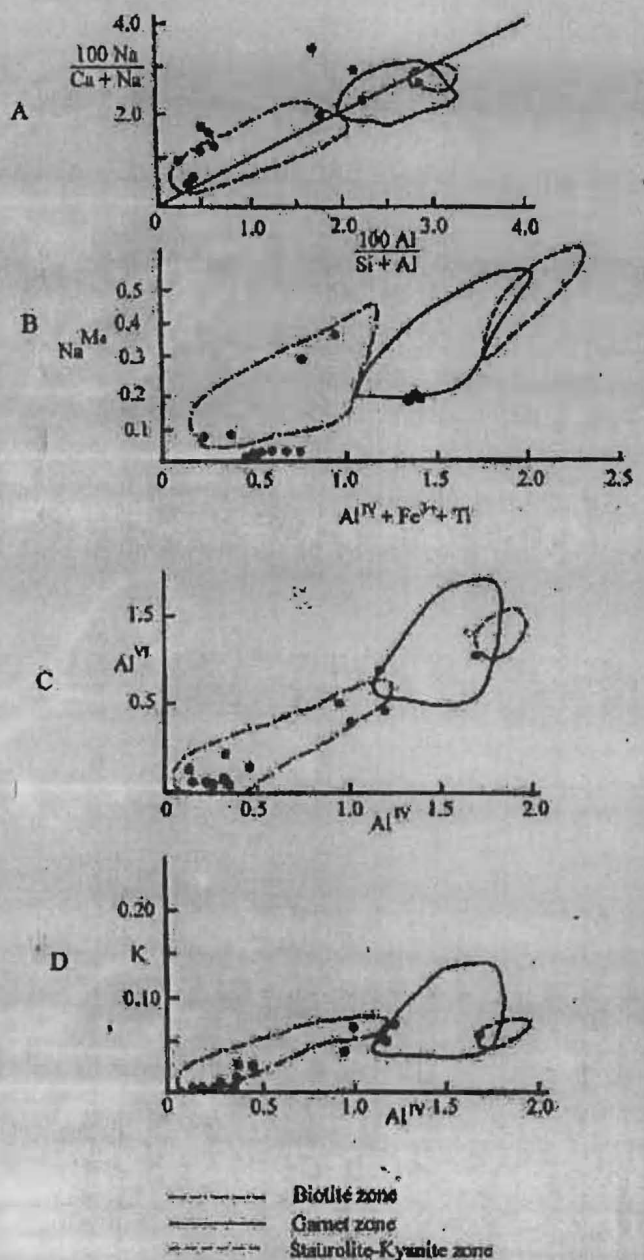 4.0
100 Na
Ca + Na
A
2.0
0
1.0 2.0 3.0 4.0
100 Al
Si + Al
B
0.5
0.4
Na
0.3
0.2
0.1
0 0.5 1.0 1.5 2.0 2.5
Al^IV + Fe^3+ + Ti
1.5
Al^VI
C
0.5
0 0.5 1.0 1.5 2.0
Al^IV
0.20
D
K
0.10
0 0.5 1.0 1.5 2.0
Al^IV
Biotite zone
Garnet zone
Staurolite-Kyanite zone